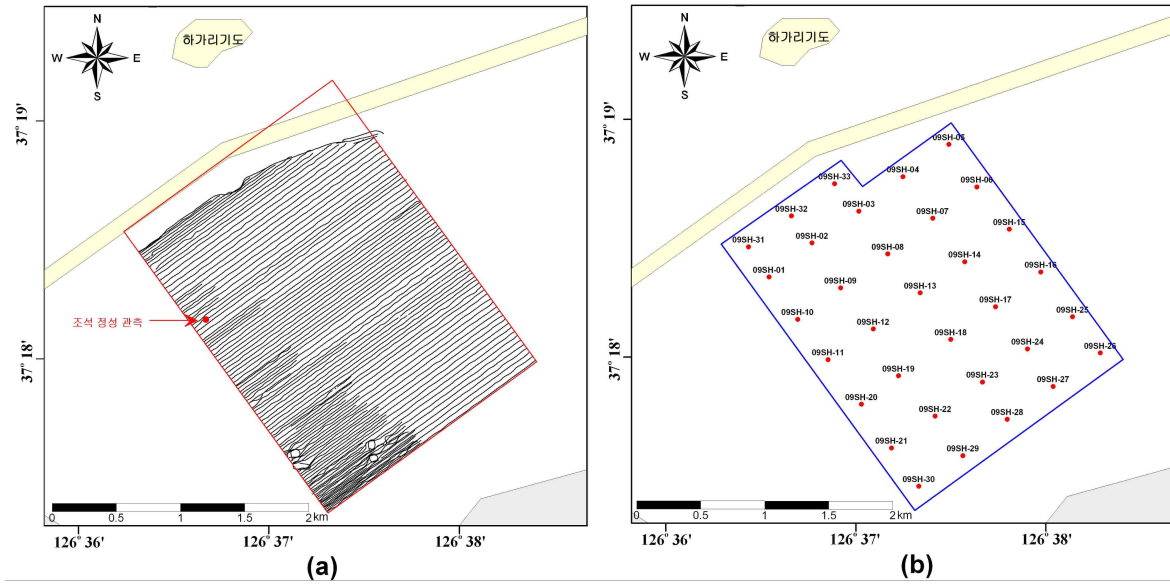 N
W E
S
하가리기도
37° 19'
37° 18'
조석 정성 관측
0 0.5 1 1.5 2
km
126° 36' 126° 37' 126° 38'
(a)
N
W E
S
하가리기도
37° 19'
37° 18'
09SH-05
09SH-04
09SH-33
09SH-06
09SH-03
09SH-32
09SH-07
09SH-15
09SH-31
09SH-02
09SH-08
09SH-14
09SH-16
09SH-01
09SH-09
09SH-13
09SH-17
09SH-10
09SH-25
09SH-12
09SH-18
09SH-24
09SH-26
09SH-11
09SH-19
09SH-23
09SH-27
09SH-20
09SH-22
09SH-28
09SH-21
09SH-29
09SH-30
0 0.5 1 1.5 2
km
126° 36' 126° 37' 126° 38'
(b)